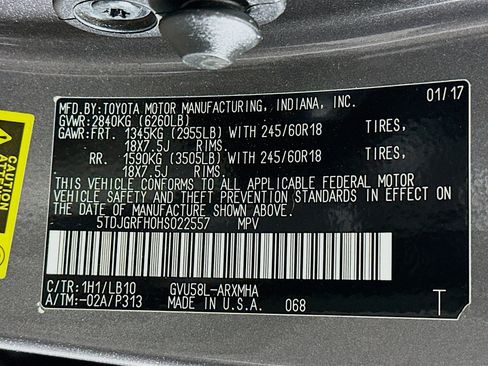 MFD.BY:TOYOTA MOTOR MANUFACTURING, INDIANA, INC. 01/17
GVWR:2840KG (6260LB)
GAWR:FRT. 1345KG (2955LB) WITH 245/60R18 TIRES,
18X7.5J RIMS.
RR. 1590KG (3505LB) WITH 245/60R18 TIRES,
18X7.5J RIMS.
THIS VEHICLE CONFORMS TO ALL APPLICABLE FEDERAL MOTOR
VEHICLE SAFETY AND THEFT PREVENTION STANDARDS IN EFFECT
ON THE DATE OF MANUFACTURE SHOWN ABOVE.
5TDJGRFH0HS022557 MPV
C/TR:1H1/LB10 GVU58L-ARXMHA
A/TM:-02A/P313 MADE IN U.S.A. 068 T
CAUTION